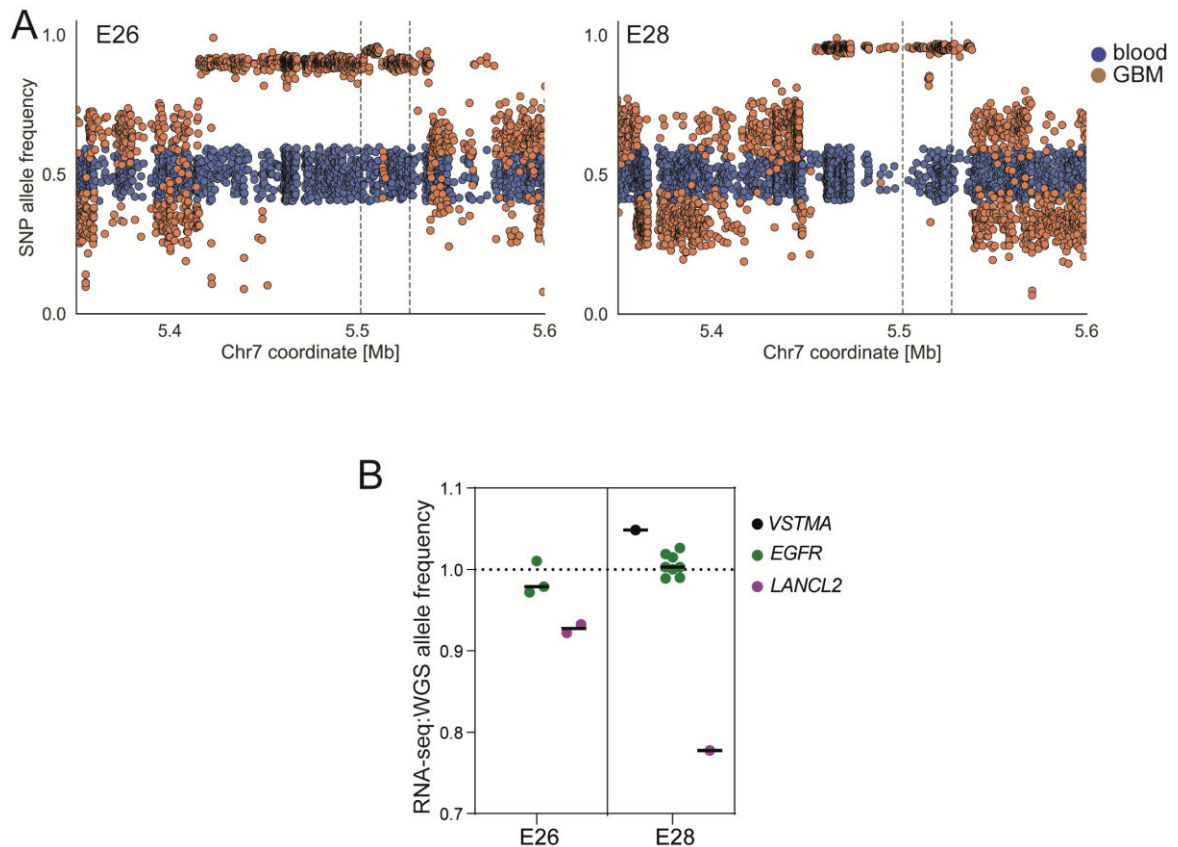 A
E26
E28
blood
GBM
SNP allele frequency
1.0
0.5
0.0
5.4
5.5
5.6
Chr7 coordinate [Mb]
1.0
0.5
0.0
5.4
5.5
5.6
Chr7 coordinate [Mb]
B
RNA-seq:WGS allele frequency
1.1
1.0
0.9
0.8
0.7
E26
E28
VSTMA
EGFR
LANCL2